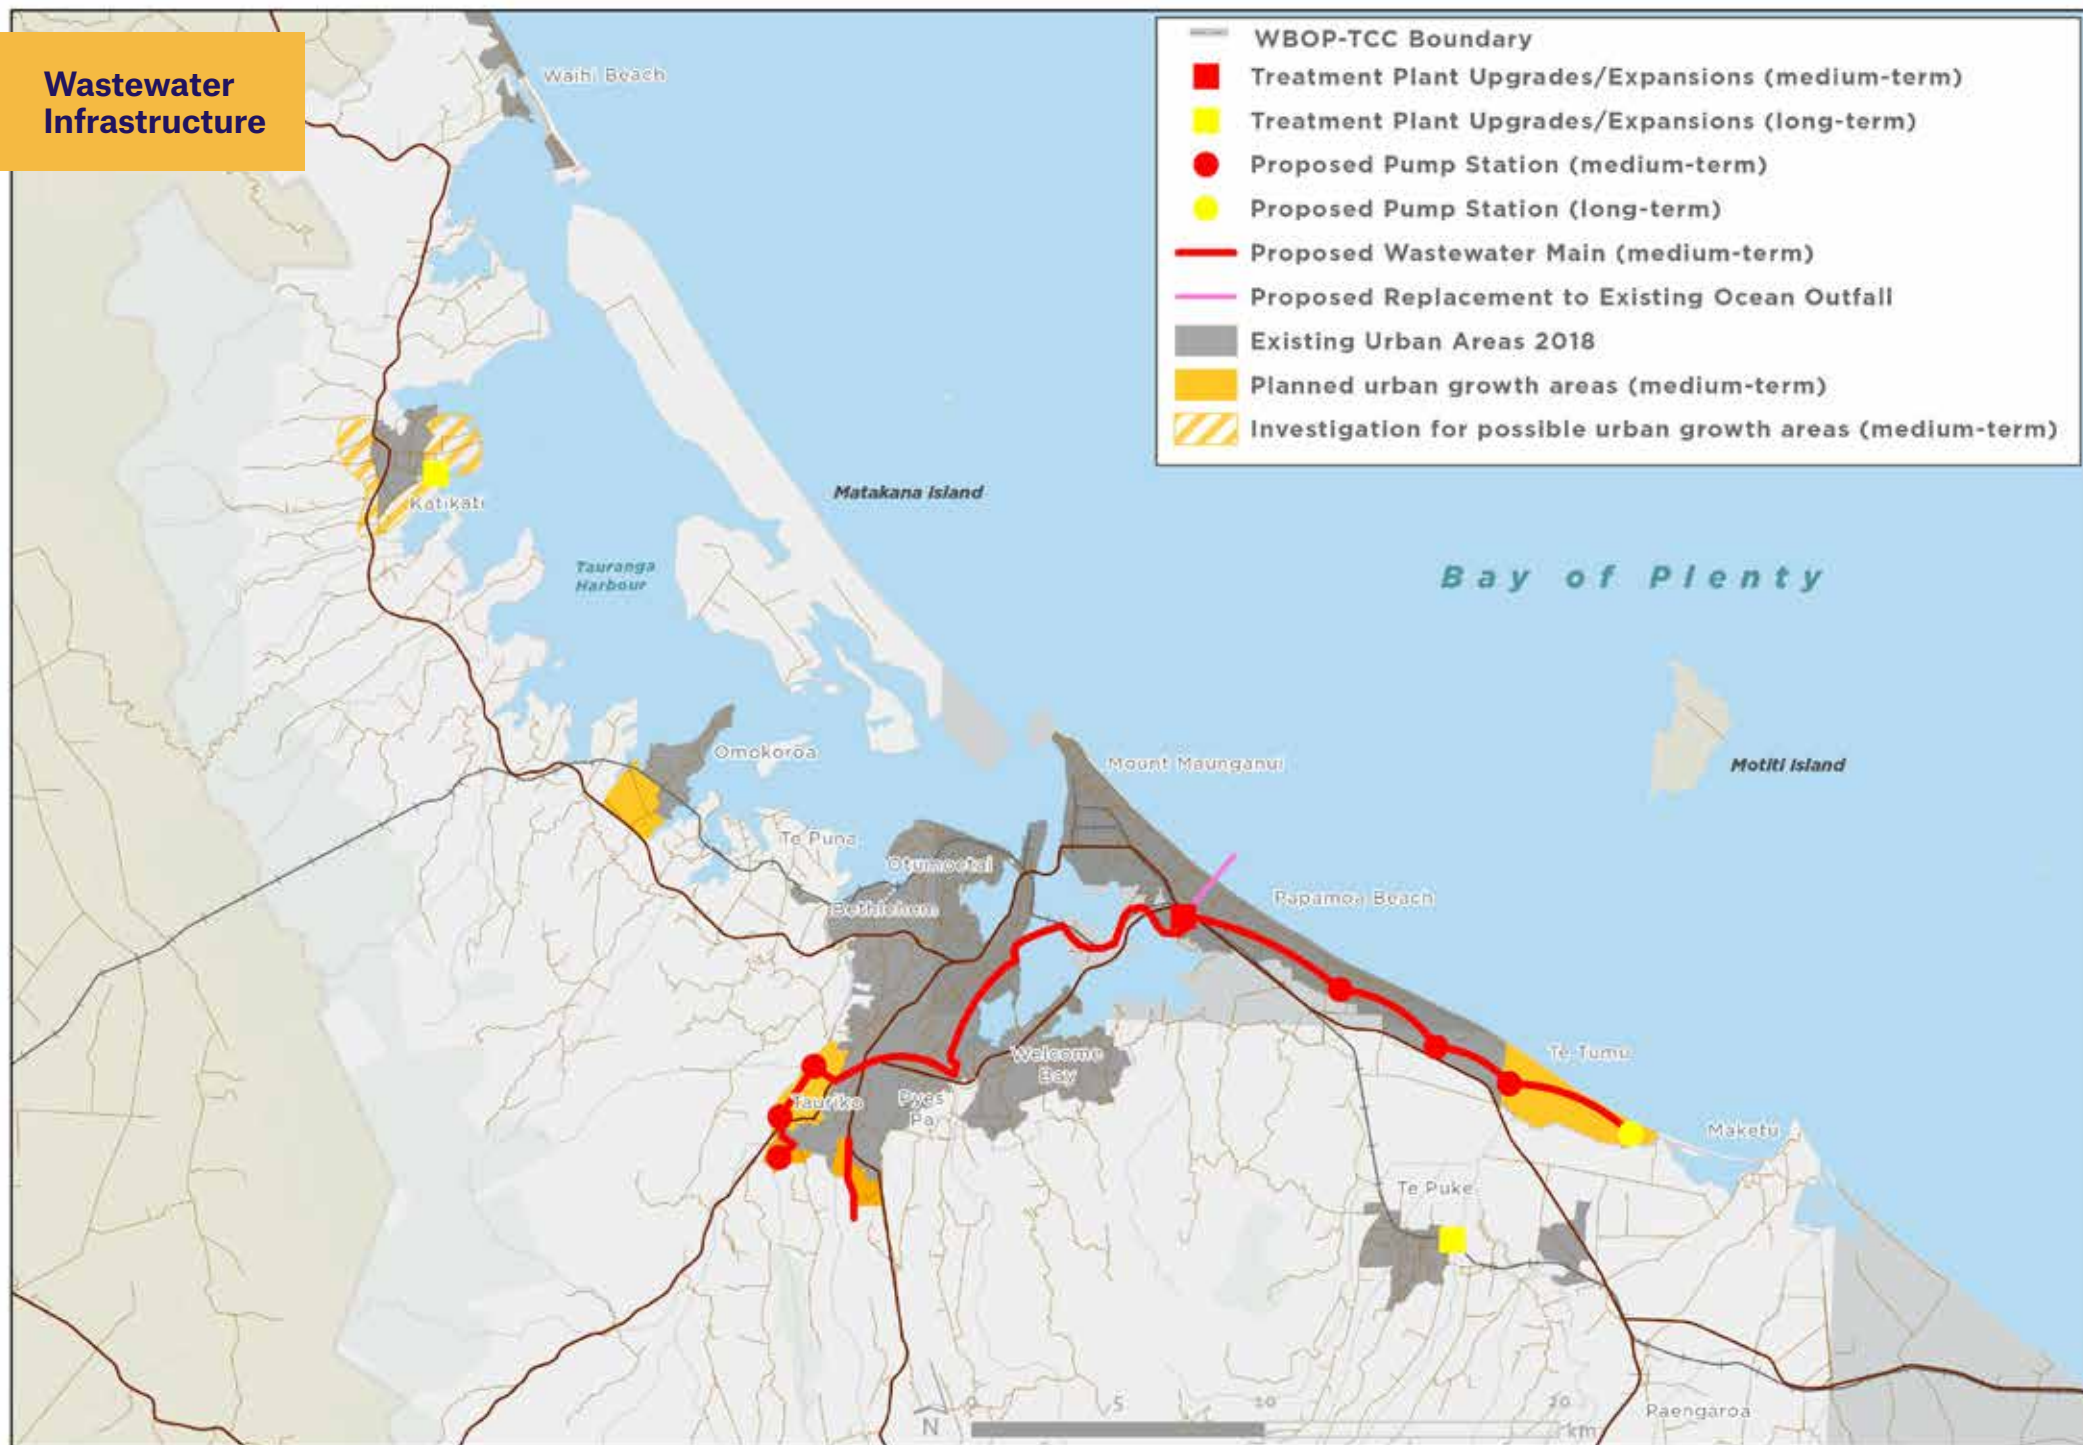 Wastewater
Infrastructure
WBOP-TCC Boundary
Treatment Plant Upgrades/Expansions (medium-term)
Treatment Plant Upgrades/Expansions (long-term)
Proposed Pump Station (medium-term)
Proposed Pump Station (long-term)
Proposed Wastewater Main (medium-term)
Proposed Replacement to Existing Ocean Outfall
Existing Urban Areas 2018
Planned urban growth areas (medium-term)
Investigation for possible urban growth areas (medium-term)
Waihi Beach
Katikati
Matakana Island
Tauranga
Harbour
Bay of Plenty
Omokoroa
Mount Maunganui
Motiti Island
Te Puna
Otumoetai
Bethlehem
Papamoa Beach
Welcome
Bay
Te Tumu
Tauriko
Pyes
Pa
Maketu
Te Puke
Paengaroa
N
0 5 10 20
km